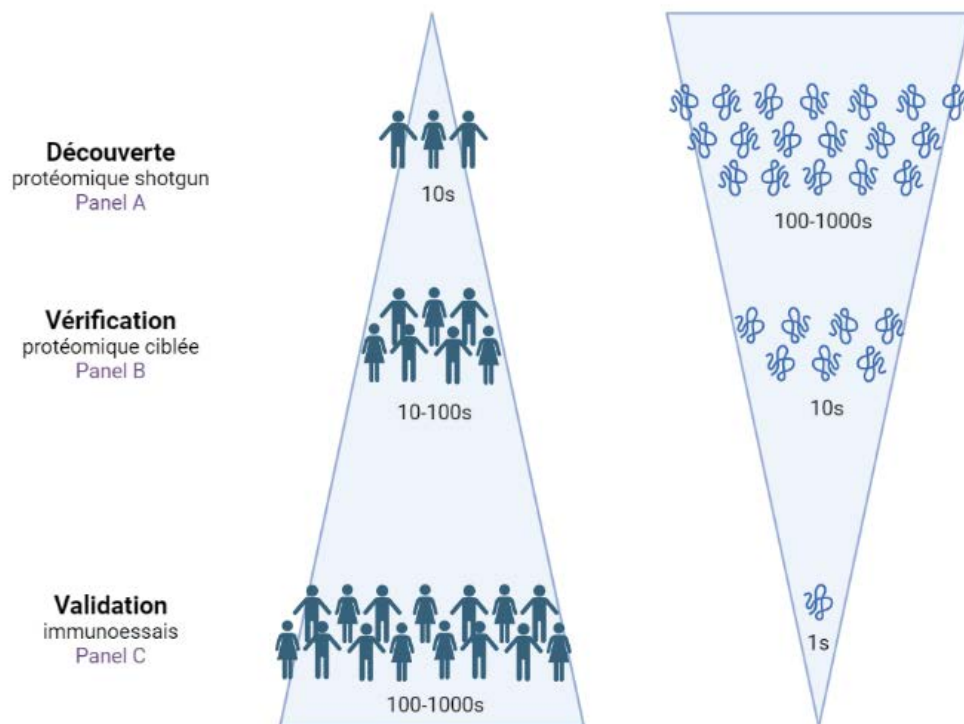 Découverte
protéomique shotgun
Panel A
10s
100-1000s
Vérification
protéomique ciblée
Panel B
10-100s
10s
Validation
immunoessais
Panel C
100-1000s
1s